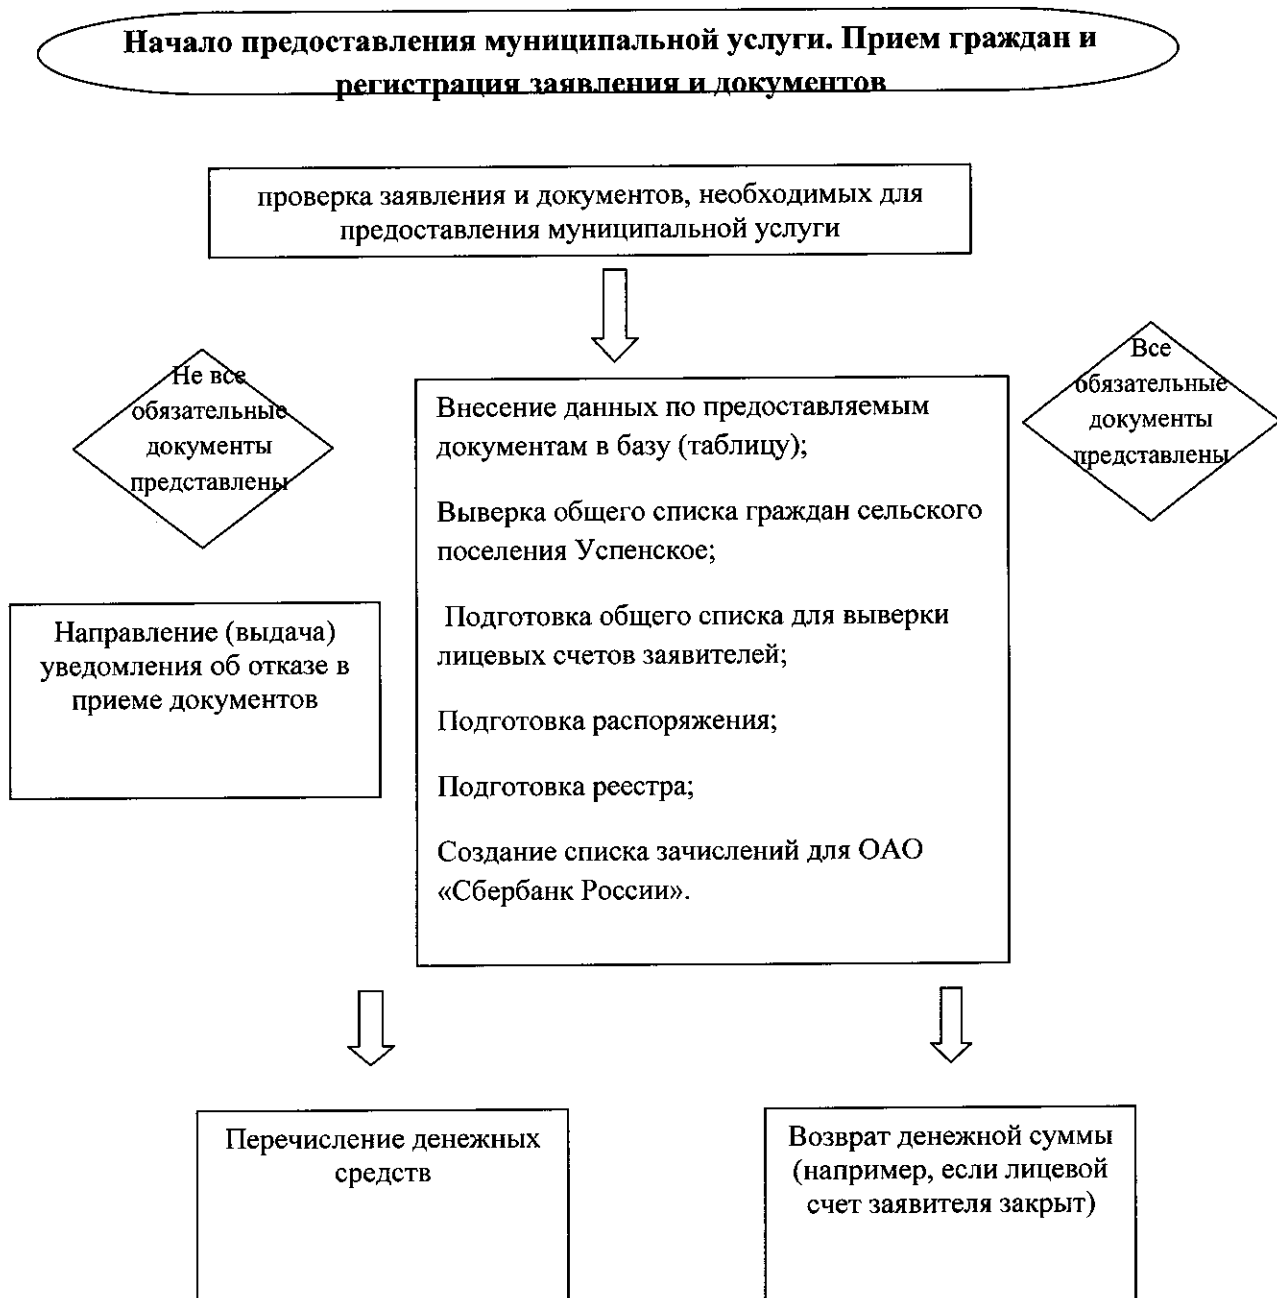 Начало предоставления муниципальной услуги. Прием граждан и
регистрация заявления и документов
проверка заявления и документов, необходимых для
предоставления муниципальной услуги
Не все
обязательные
документы
представлены
Все
обязательные
документы
представлены
Внесение данных по предоставляемым
документам в базу (таблицу);
Выверка общего списка граждан сельского
поселения Успенское;
Подготовка общего списка для выверки
лицевых счетов заявителей;
Подготовка распоряжения;
Подготовка реестра;
Создание списка зачислений для ОАО
«Сбербанк России».
Направление (выдача)
уведомления об отказе в
приеме документов
Перечисление денежных
средств
Возврат денежной суммы
(например, если лицевой
счет заявителя закрыт)